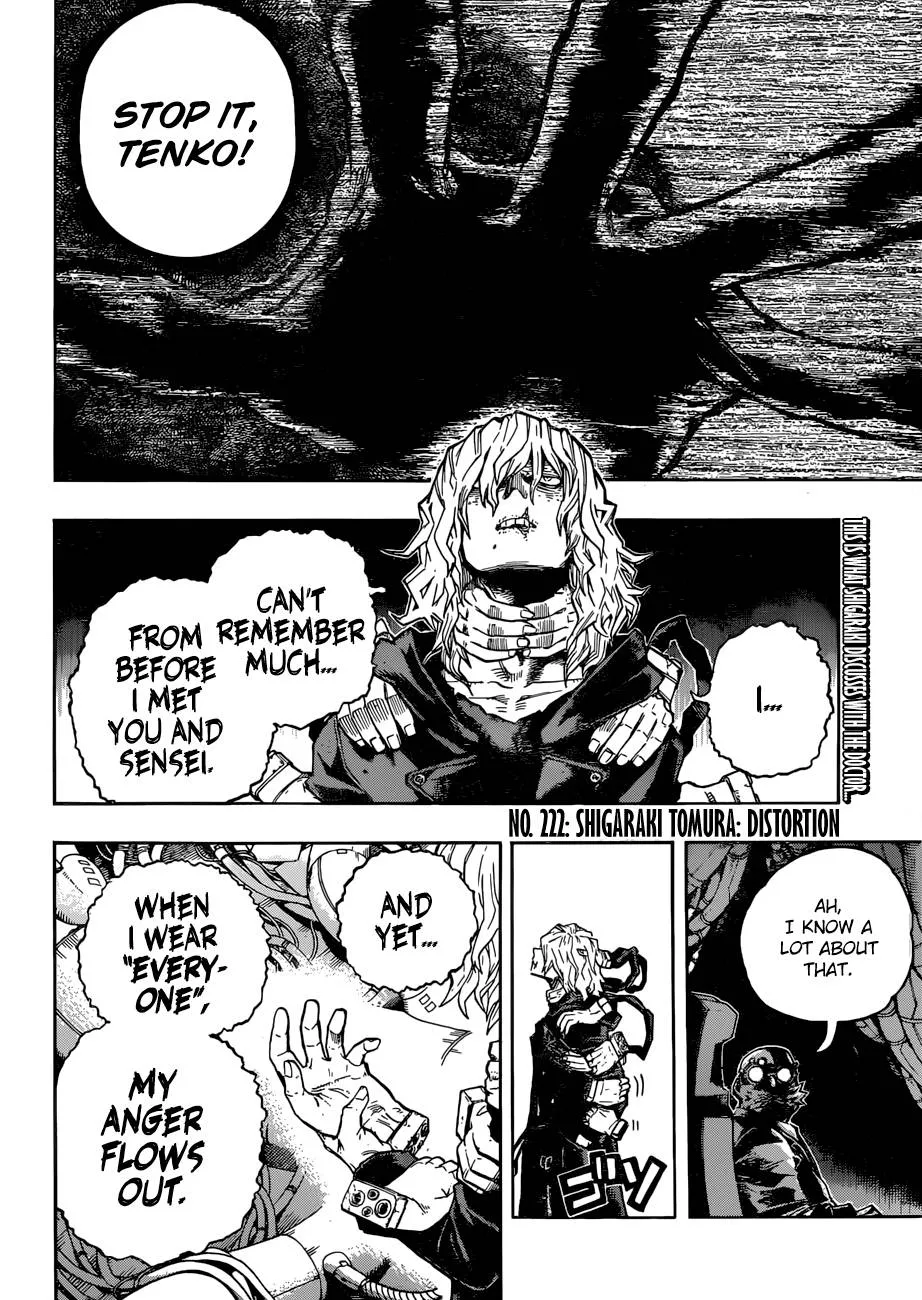 STOP IT,
TENKO!
THIS IS WHAT SHIGARAKI DISCUSSES WITH THE DOCTOR...
I...
CAN'T
REMEMBER
MUCH...
FROM
BEFORE
I MET
YOU AND
SENSEI.
NO. 222: SHIGARAKI TOMURA: DISTORTION
AH,
I KNOW A
LOT ABOUT
THAT.
ゴソ
AND
YET...
WHEN
I WEAR
"EVERY-
ONE",
MY
ANGER
FLOWS
OUT.